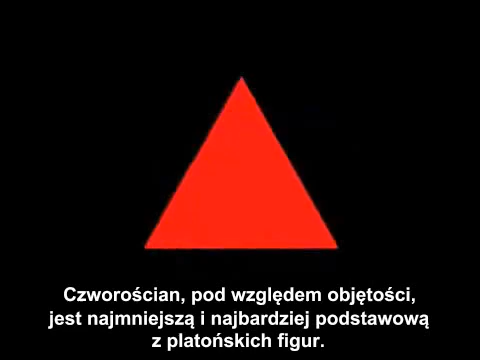 Czworościan, pod względem objętości,
jest najmniejszą i najbardziej podstawową
z platońskich figur.